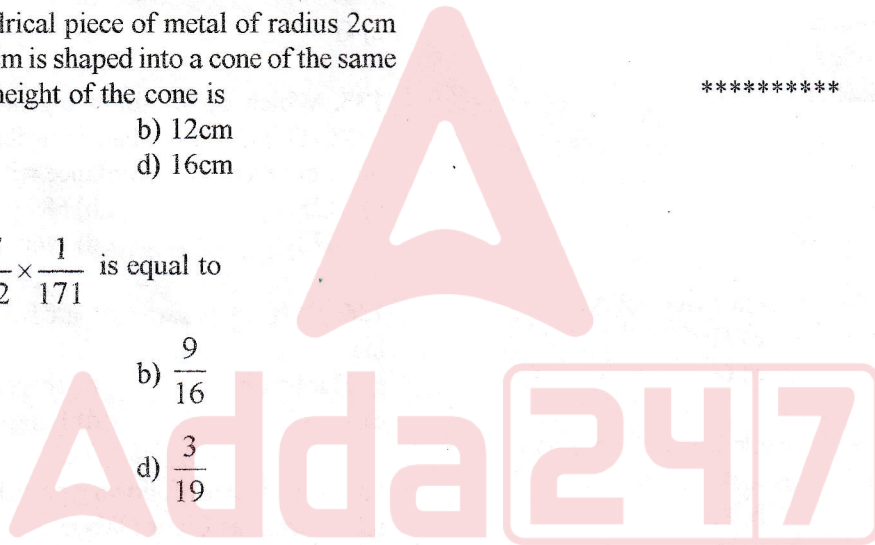 drical piece of metal of radius 2cm
m is shaped into a cone of the same
height of the cone is
**********
b) 12cm
d) 16cm
× 1/171 is equal to
b) 9/16
d) 3/19
Adda247